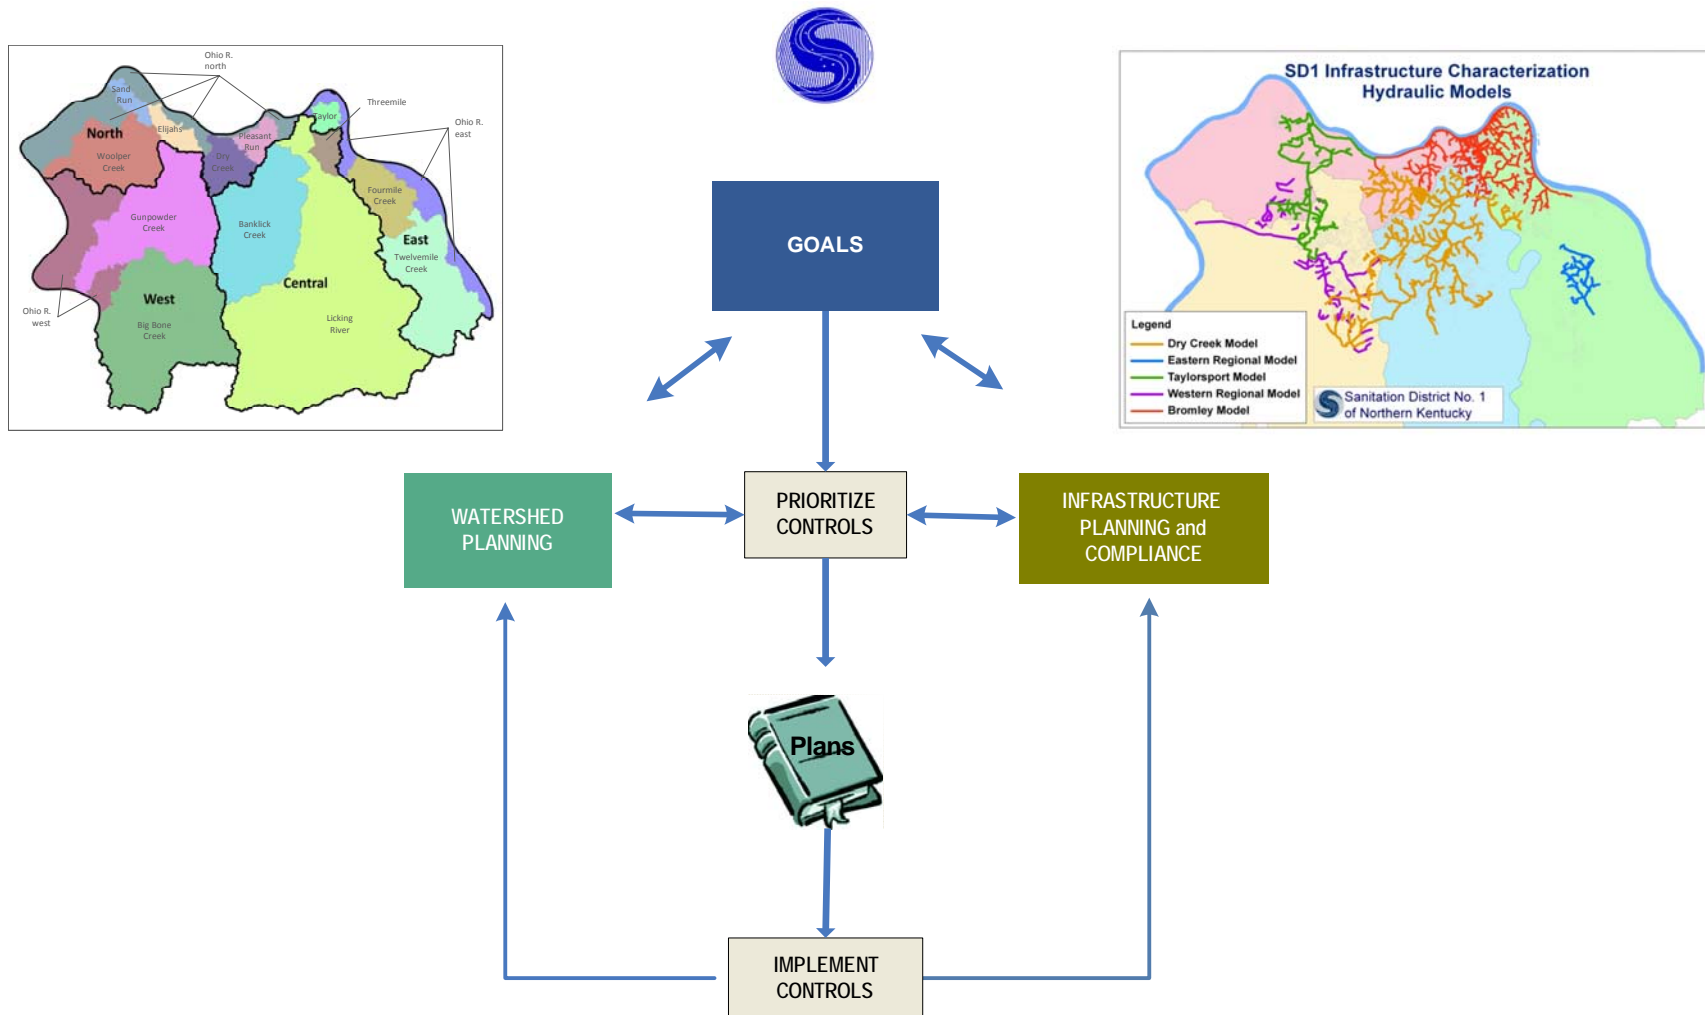 Ohio R.
north
Sand
Run
Taylor
Threemile
North
Elijahs
Pleasant
Run
Ohio R.
east
Woolper
Creek
Dry
Creek
Fourmile
Creek
Gunpowder
Creek
Banklick
Creek
East
Twelvemile
Creek
West
Central
Ohio R.
west
Big Bone
Creek
Licking
River
SD1 Infrastructure Characterization
Hydraulic Models
Legend
Dry Creek Model
Eastern Regional Model
Taylorsport Model
Western Regional Model
Bromley Model
Sanitation District No. 1
of Northern Kentucky
GOALS
WATERSHED
PLANNING
PRIORITIZE
CONTROLS
INFRASTRUCTURE
PLANNING and
COMPLIANCE
Plans
IMPLEMENT
CONTROLS